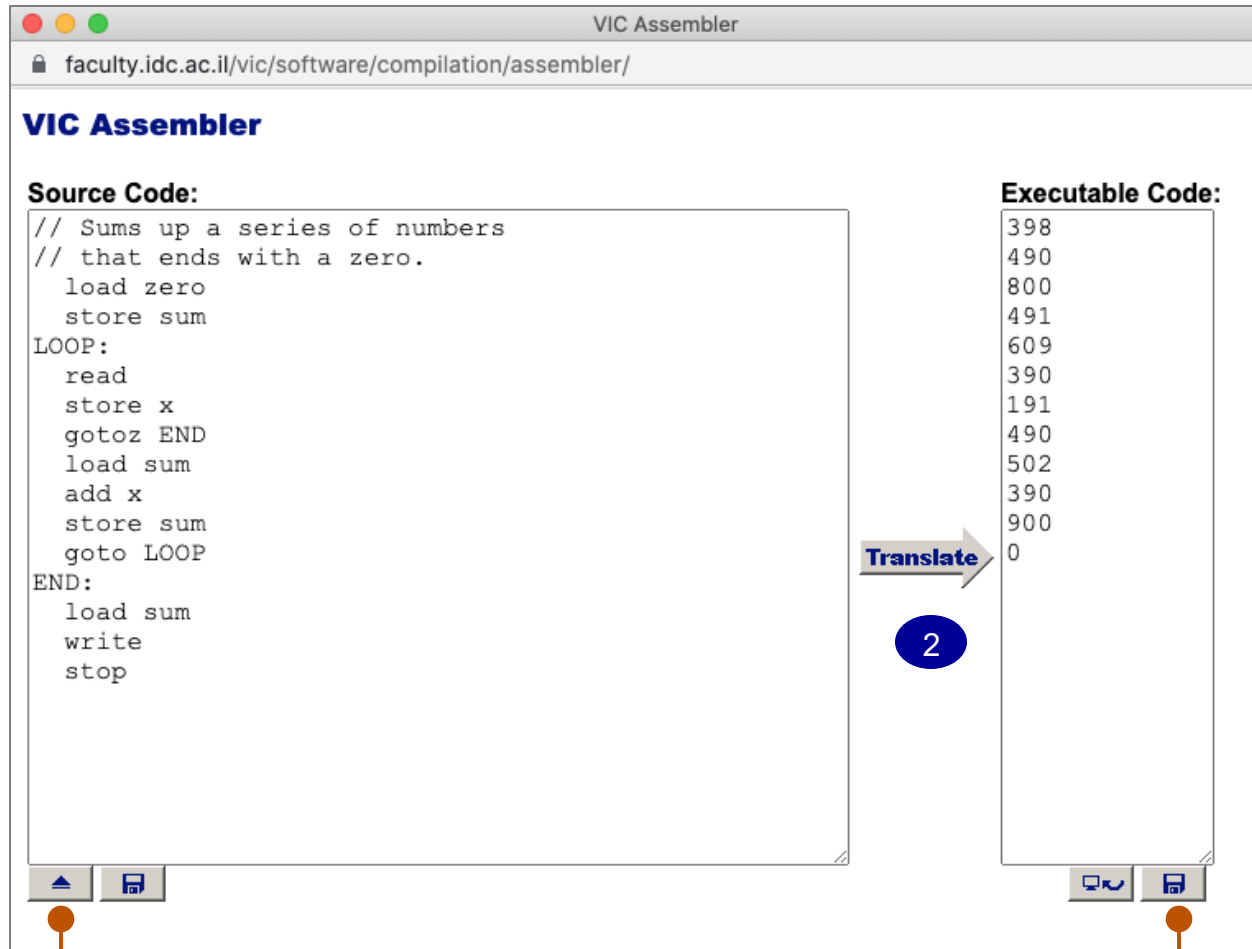 VIC Assembler
faculty.idc.ac.il/vic/software/compilation/assembler/
VIC Assembler
Source Code:
// Sums up a series of numbers
// that ends with a zero.
load zero
store sum
LOOP:
read
store x
gotoz END
load sum
add x
store sum
goto LOOP
END:
load sum
write
stop
Translate
2
Executable Code:
398
490
800
491
609
390
191
490
502
390
900
0